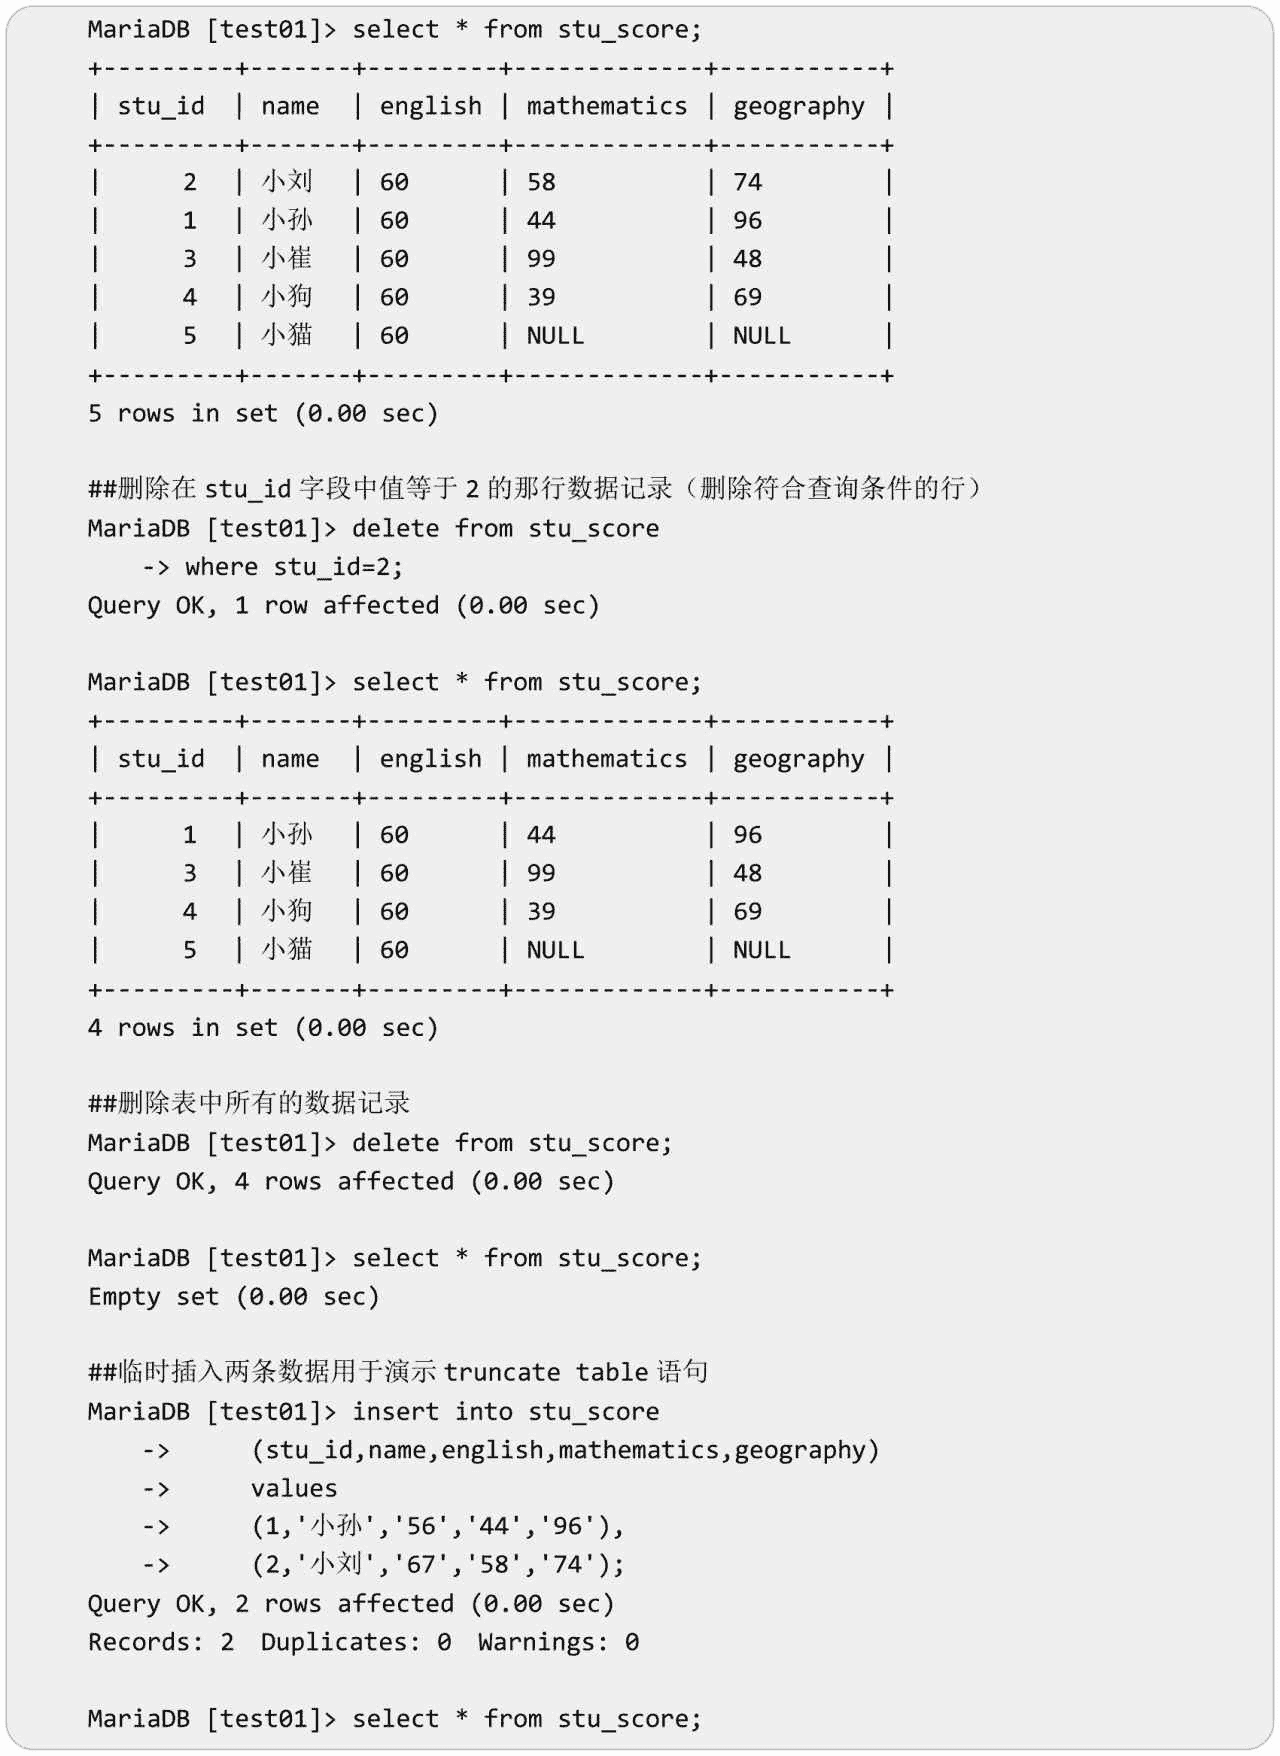 MariaDB [test01]> select * from stu_score;
+---------+-------+---------+-------------+-----------+
| stu_id  | name  | english | mathematics | geography |
+---------+-------+---------+-------------+-----------+
|      2  | 小刘  | 60      | 58          | 74        |
|      1  | 小孙  | 60      | 44          | 96        |
|      3  | 小崔  | 60      | 99          | 48        |
|      4  | 小狗  | 60      | 39          | 69        |
|      5  | 小猫  | 60      | NULL        | NULL      |
+---------+-------+---------+-------------+-----------+
5 rows in set (0.00 sec)

##删除在 stu_id 字段中值等于 2 的那行数据记录（删除符合查询条件的行）
MariaDB [test01]> delete from stu_score
    -> where stu_id=2;
Query OK, 1 row affected (0.00 sec)

MariaDB [test01]> select * from stu_score;
+---------+-------+---------+-------------+-----------+
| stu_id  | name  | english | mathematics | geography |
+---------+-------+---------+-------------+-----------+
|      1  | 小孙  | 60      | 44          | 96        |
|      3  | 小崔  | 60      | 99          | 48        |
|      4  | 小狗  | 60      | 39          | 69        |
|      5  | 小猫  | 60      | NULL        | NULL      |
+---------+-------+---------+-------------+-----------+
4 rows in set (0.00 sec)

##删除表中所有的数据记录
MariaDB [test01]> delete from stu_score;
Query OK, 4 rows affected (0.00 sec)

MariaDB [test01]> select * from stu_score;
Empty set (0.00 sec)

##临时插入两条数据用于演示 truncate table 语句
MariaDB [test01]> insert into stu_score
    ->      (stu_id,name,english,mathematics,geography)
    ->      values
    ->      (1,'小孙','56','44','96'),
    ->      (2,'小刘','67','58','74');
Query OK, 2 rows affected (0.00 sec)
Records: 2  Duplicates: 0  Warnings: 0

MariaDB [test01]> select * from stu_score;